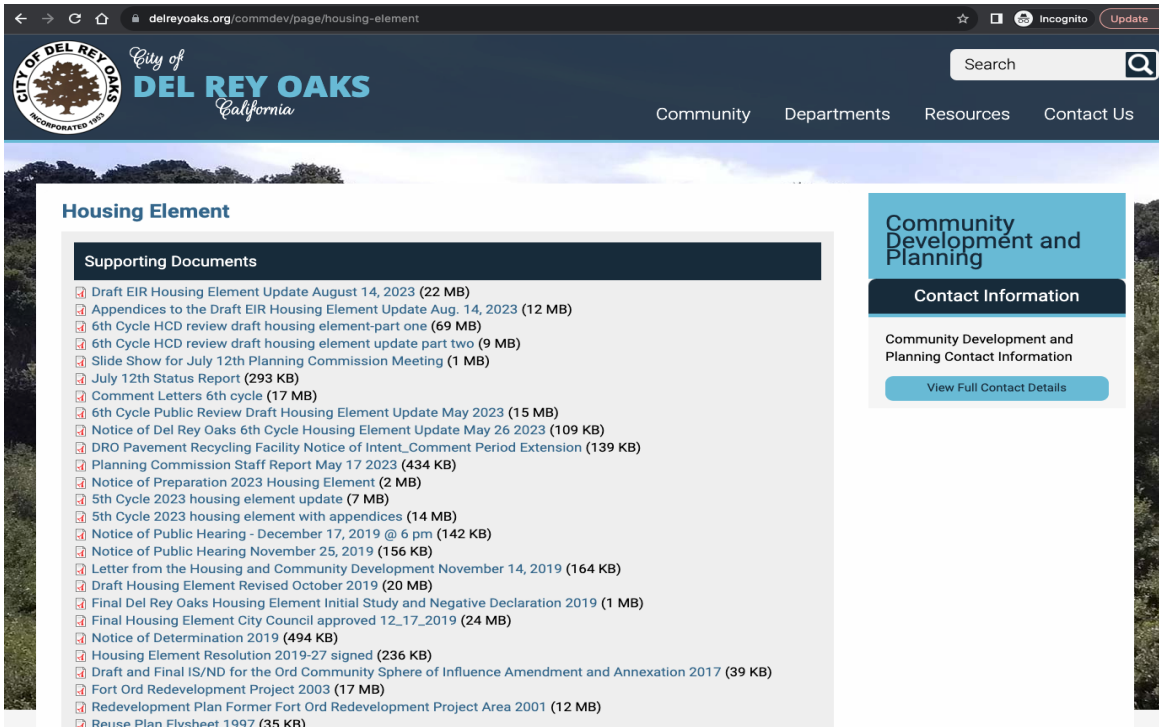 delreyoaks.org/commdev/page/housing-element
Incognito
Update
CITY OF DEL REY OAKS
INCORPORATED 1953
City of
DEL REY OAKS
California
Search
Community Departments Resources Contact Us
Housing Element
Supporting Documents
Draft EIR Housing Element Update August 14, 2023 (22 MB)
Appendices to the Draft EIR Housing Element Update Aug. 14, 2023 (12 MB)
6th Cycle HCD review draft housing element-part one (69 MB)
6th Cycle HCD review draft housing element update part two (9 MB)
Slide Show for July 12th Planning Commission Meeting (1 MB)
July 12th Status Report (293 KB)
Comment Letters 6th cycle (17 MB)
6th Cycle Public Review Draft Housing Element Update May 2023 (15 MB)
Notice of Del Rey Oaks 6th Cycle Housing Element Update May 26 2023 (109 KB)
DRO Pavement Recycling Facility Notice of Intent_Comment Period Extension (139 KB)
Planning Commission Staff Report May 17 2023 (434 KB)
Notice of Preparation 2023 Housing Element (2 MB)
5th Cycle 2023 housing element update (7 MB)
5th Cycle 2023 housing element with appendices (14 MB)
Notice of Public Hearing - December 17, 2019 @ 6 pm (142 KB)
Notice of Public Hearing November 25, 2019 (156 KB)
Letter from the Housing and Community Development November 14, 2019 (164 KB)
Draft Housing Element Revised October 2019 (20 MB)
Final Del Rey Oaks Housing Element Initial Study and Negative Declaration 2019 (1 MB)
Final Housing Element City Council approved 12_17_2019 (24 MB)
Notice of Determination 2019 (494 KB)
Housing Element Resolution 2019-27 signed (236 KB)
Draft and Final IS/ND for the Ord Community Sphere of Influence Amendment and Annexation 2017 (39 KB)
Fort Ord Redevelopment Project 2003 (17 MB)
Redevelopment Plan Former Fort Ord Redevelopment Project Area 2001 (12 MB)
Reuse Plan Flysheet 1997 (35 KB)
Community
Development and
Planning
Contact Information
Community Development and
Planning Contact Information
View Full Contact Details